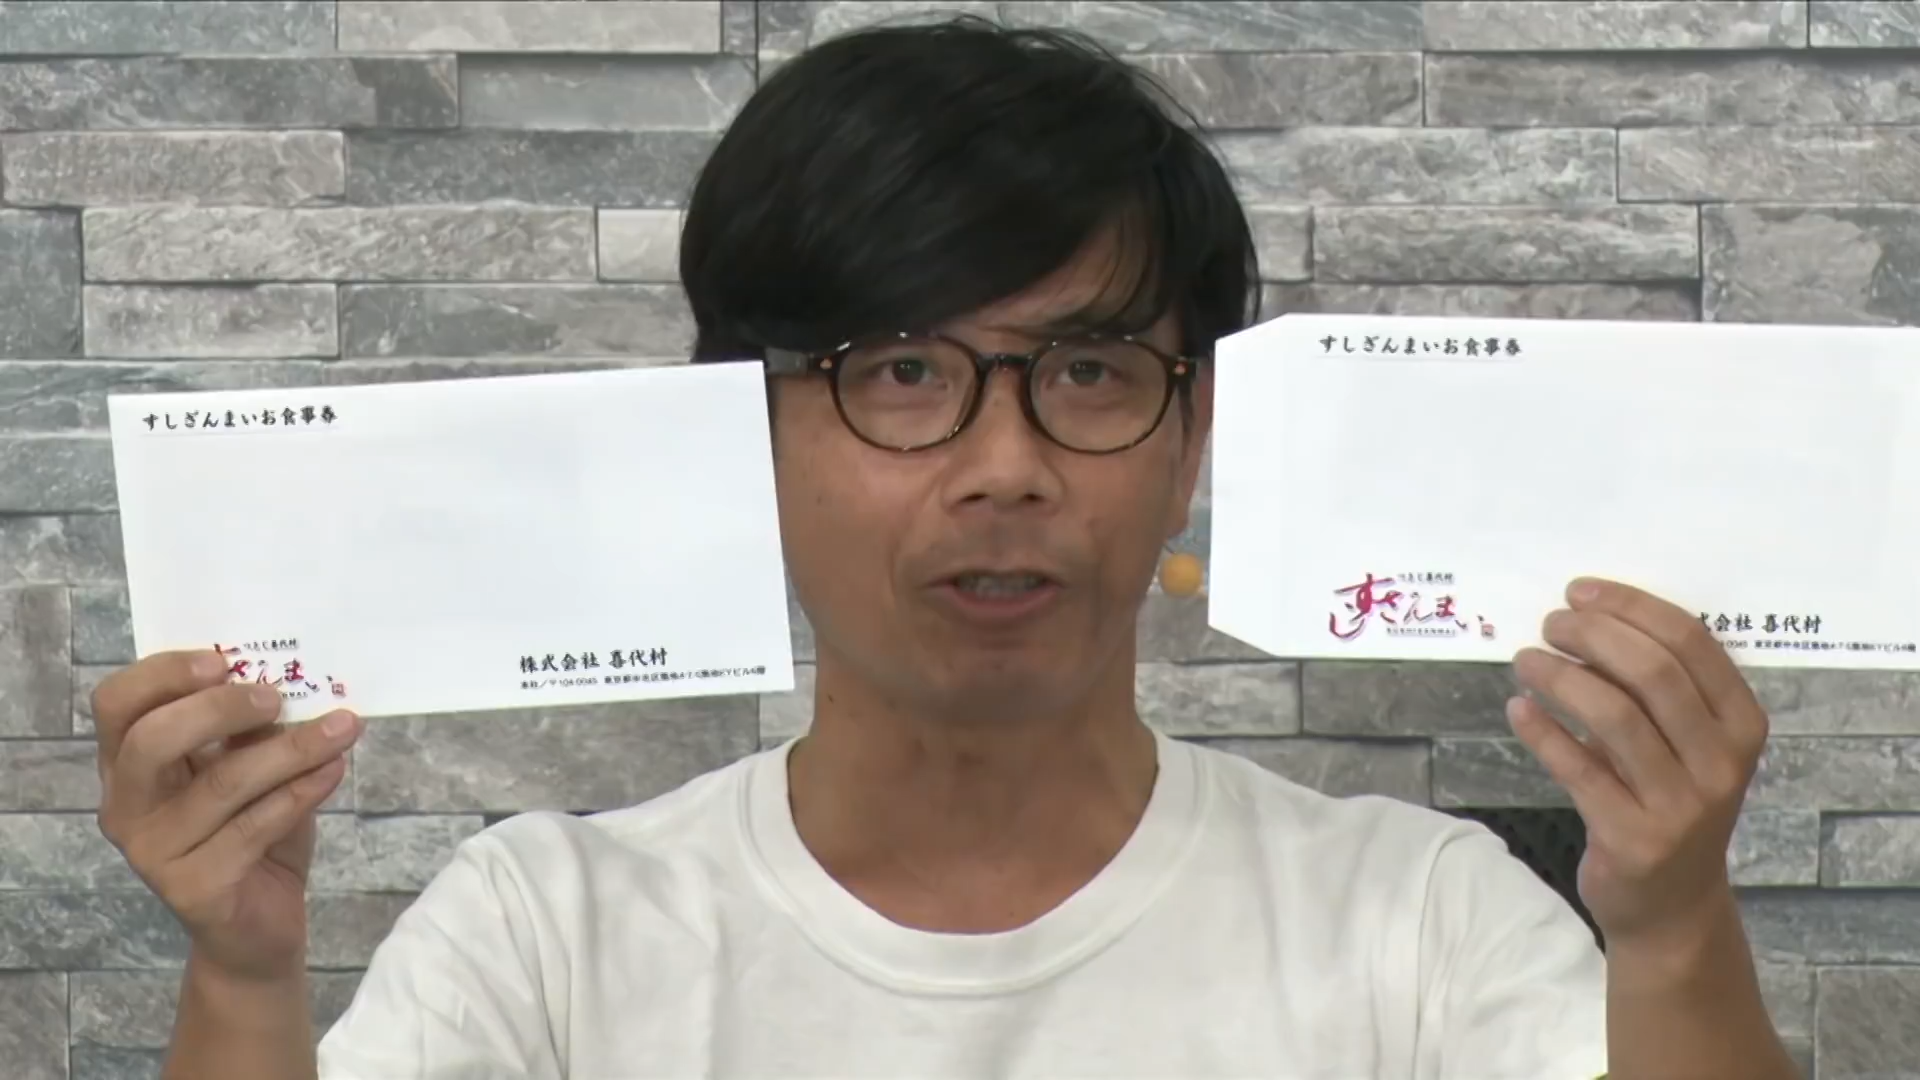 すしざんまいお食事券
つきじ喜代村
すしざんまい
株式会社 喜代村
すしざんまいお食事券
つきじ喜代村
すしざんまい
SUSHIZANMAI
式会社 喜代村